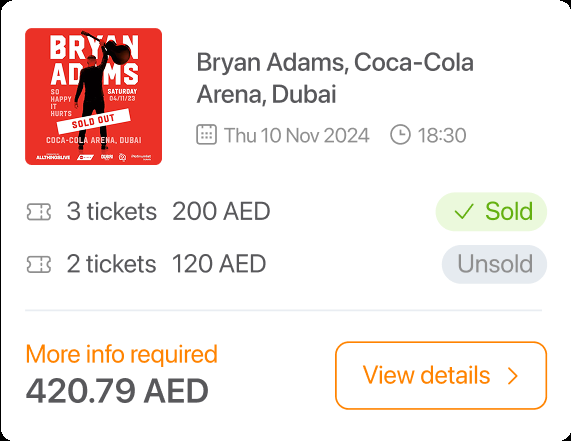 BRYAN
ADAMS
SO
HAPPY
IT
HURTS
SATURDAY
04/11/23
SOLD OUT
COCA-COLA ARENA, DUBAI
ALLTHINGSLIVE
Bryan Adams, Coca-Cola
Arena, Dubai
Thu 10 Nov 2024 18:30
3 tickets 200 AED Sold
2 tickets 120 AED Unsold
More info required
420.79 AED
View details